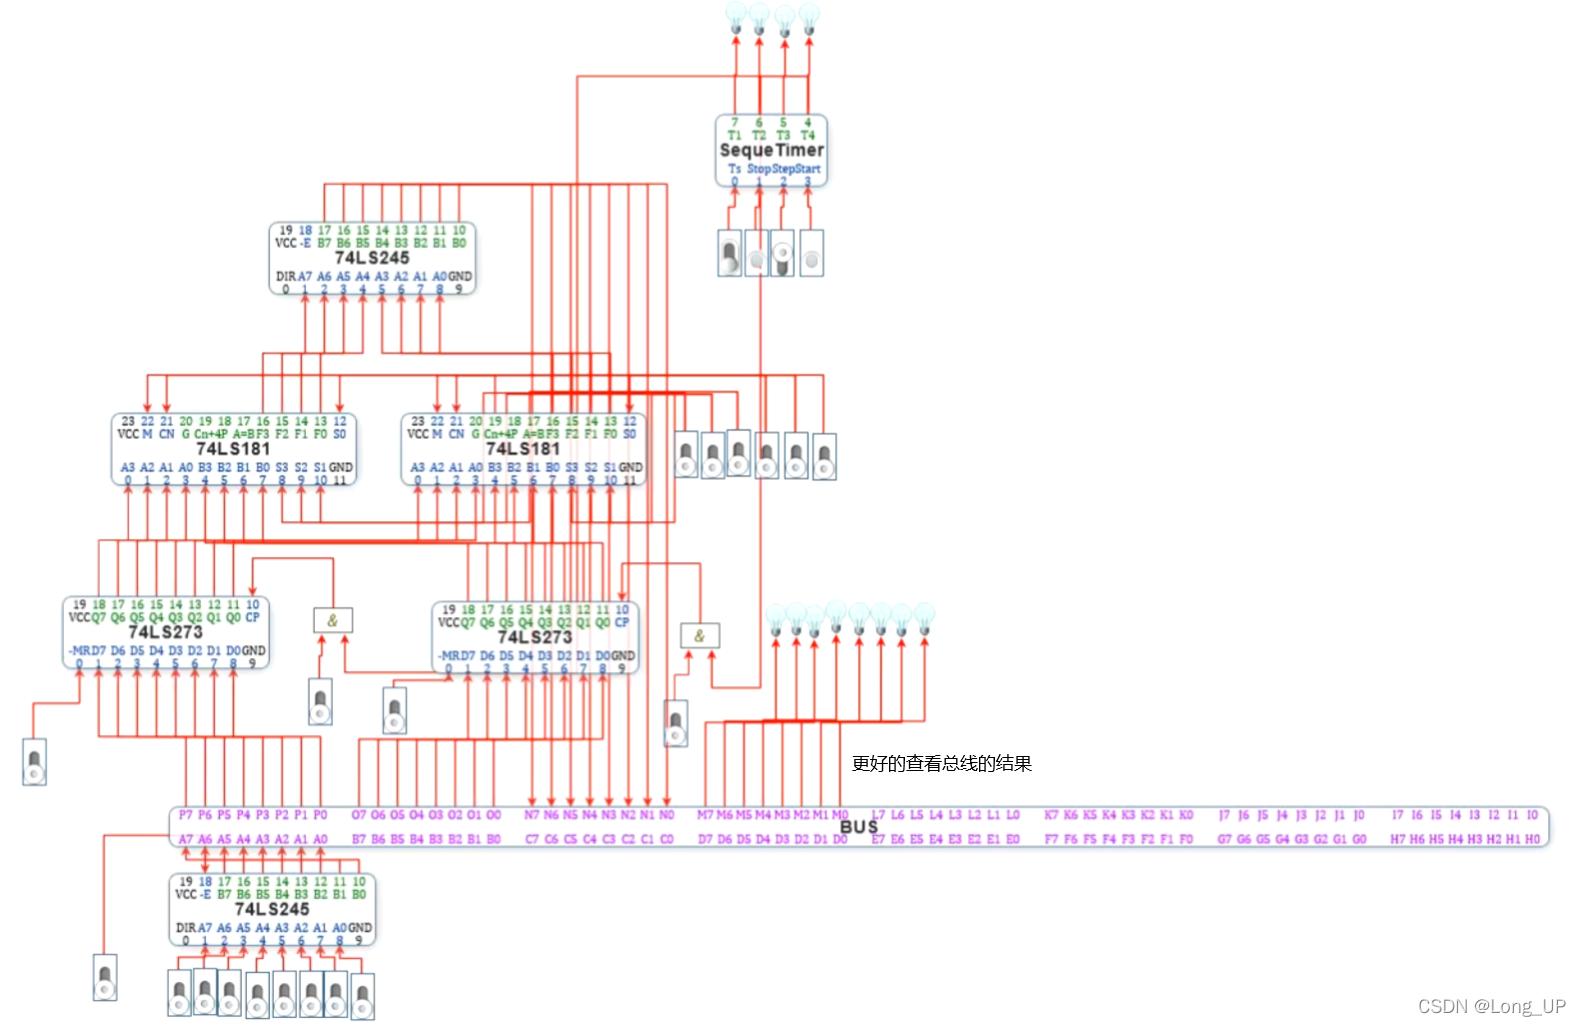 7 6 5 4
T1 T2 T3 T4
SequeTimer
Ts Stop Step Start
0 1 2 3
19 18 17 16 15 14 13 12 11 10
VCC -E B7 B6 B5 B4 B3 B2 B1 B0
74LS245
DIR A7 A6 A5 A4 A3 A2 A1 A0 GND
0 1 2 3 4 5 6 7 8 9
23 22 21 20 19 18 17 16 15 14 13 12
VCC M CN G Cn+4 P A=B F3 F2 F1 F0 S0
74LS181
A3 A2 A1 A0 B3 B2 B1 B0 S3 S2 S1 GND
0 1 2 3 4 5 6 7 8 9 10 11
23 22 21 20 19 18 17 16 15 14 13 12
VCC M CN G Cn+4 P A=B F3 F2 F1 F0 S0
74LS181
A3 A2 A1 A0 B3 B2 B1 B0 S3 S2 S1 GND
0 1 2 3 4 5 6 7 8 9 10 11
19 18 17 16 15 14 13 12 11 10
VCC Q7 Q6 Q5 Q4 Q3 Q2 Q1 Q0 CP
74LS273
-MR D7 D6 D5 D4 D3 D2 D1 D0 GND
0 1 2 3 4 5 6 7 8 9
&
19 18 17 16 15 14 13 12 11 10
VCC Q7 Q6 Q5 Q4 Q3 Q2 Q1 Q0 CP
74LS273
-MR D7 D6 D5 D4 D3 D2 D1 D0 GND
0 1 2 3 4 5 6 7 8 9
&
更好的查看总线的结果
P7 P6 P5 P4 P3 P2 P1 P0 O7 O6 O5 O4 O3 O2 O1 O0 N7 N6 N5 N4 N3 N2 N1 N0 M7 M6 M5 M4 M3 M2 M1 M0 L7 L6 L5 L4 L3 L2 L1 L0 K7 K6 K5 K4 K3 K2 K1 K0 J7 J6 J5 J4 J3 J2 J1 J0 I7 I6 I5 I4 I3 I2 I1 I0
BUS
A7 A6 A5 A4 A3 A2 A1 A0 B7 B6 B5 B4 B3 B2 B1 B0 C7 C6 C5 C4 C3 C2 C1 C0 D7 D6 D5 D4 D3 D2 D1 D0 E7 E6 E5 E4 E3 E2 E1 E0 F7 F6 F5 F4 F3 F2 F1 F0 G7 G6 G5 G4 G3 G2 G1 G0 H7 H6 H5 H4 H3 H2 H1 H0
19 18 17 16 15 14 13 12 11 10
VCC -E B7 B6 B5 B4 B3 B2 B1 B0
74LS245
DIR A7 A6 A5 A4 A3 A2 A1 A0 GND
0 1 2 3 4 5 6 7 8 9
CSDN @Long_UP